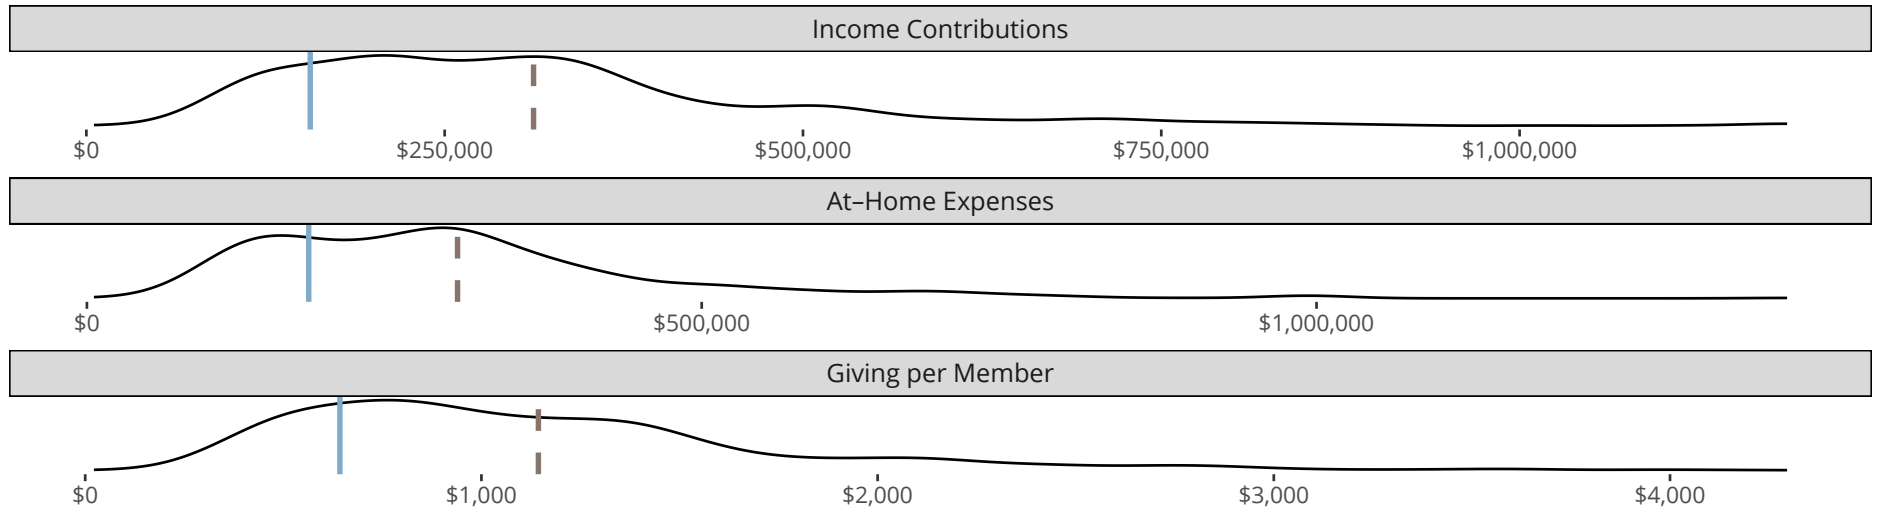 Income Contributions
$0 $250,000 $500,000 $750,000 $1,000,000
At–Home Expenses
$0 $500,000 $1,000,000
Giving per Member
$0 $1,000 $2,000 $3,000 $4,000